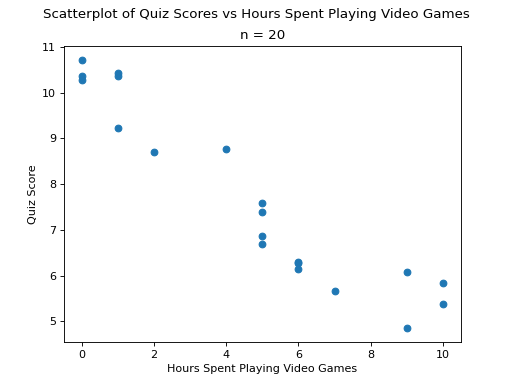 Scatterplot of Quiz Scores vs Hours Spent Playing Video Games
n = 20
11
10
9
8
7
6
5
Quiz Score
0 2 4 6 8 10
Hours Spent Playing Video Games